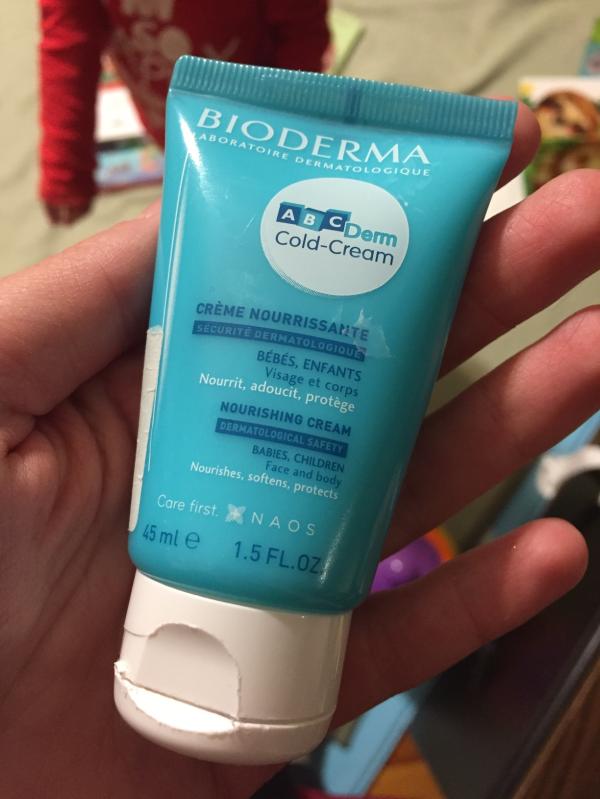 BIODERMA
LABORATOIRE DERMATOLOGIQUE
ABCDerm
Cold-Cream
CRÈME NOURRISSANTE
SÉCURITÉ DERMATOLOGIQUE
BÉBÉS, ENFANTS
Visage et corps
Nourrit, adoucit, protège
NOURISHING CREAM
DERMATOLOGICAL SAFETY
BABIES, CHILDREN
Face and body
Nourishes, softens, protects
Care first. NAOS
45 ml e 1.5 FL.OZ.